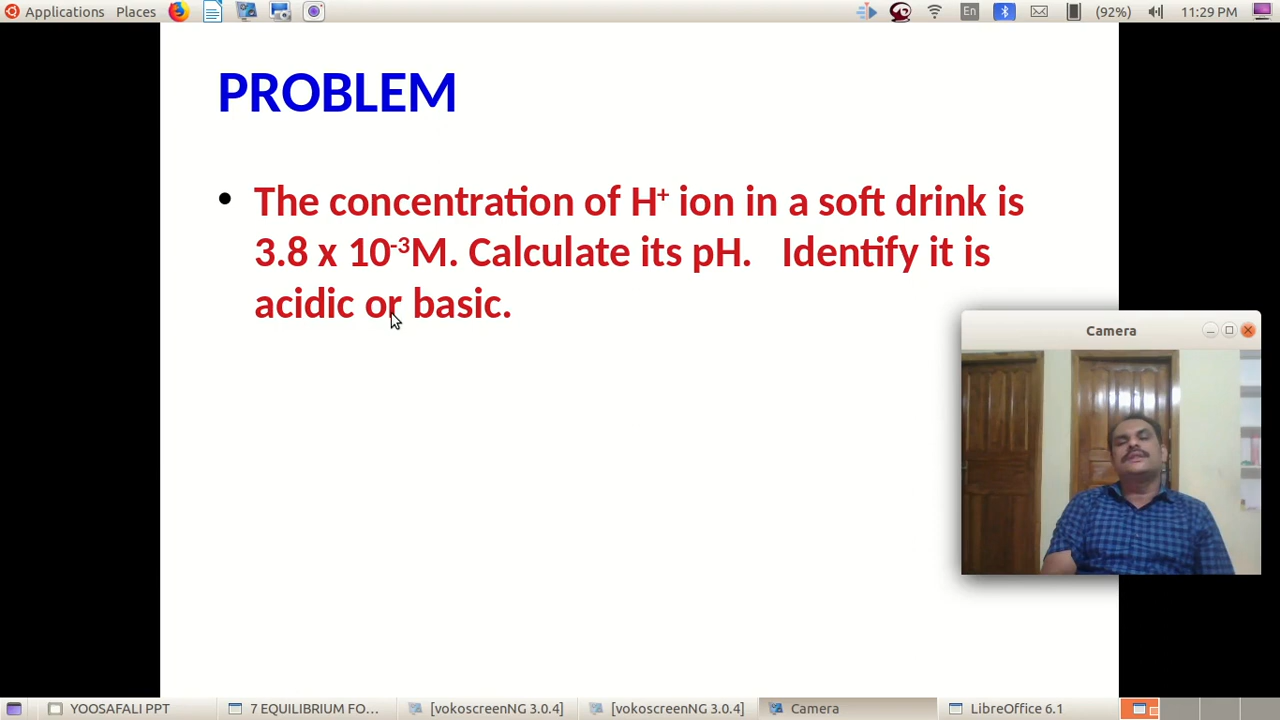 Applications Places En (92%) 11:29 PM
PROBLEM
• The concentration of H⁺ ion in a soft drink is
3.8 x 10⁻³M. Calculate its pH. Identify it is
acidic or basic.
Camera
YOOSAFALI PPT 7 EQUILIBRIUM FO... [vokoscreenNG 3.0.4] [vokoscreenNG 3.0.4] Camera LibreOffice 6.1